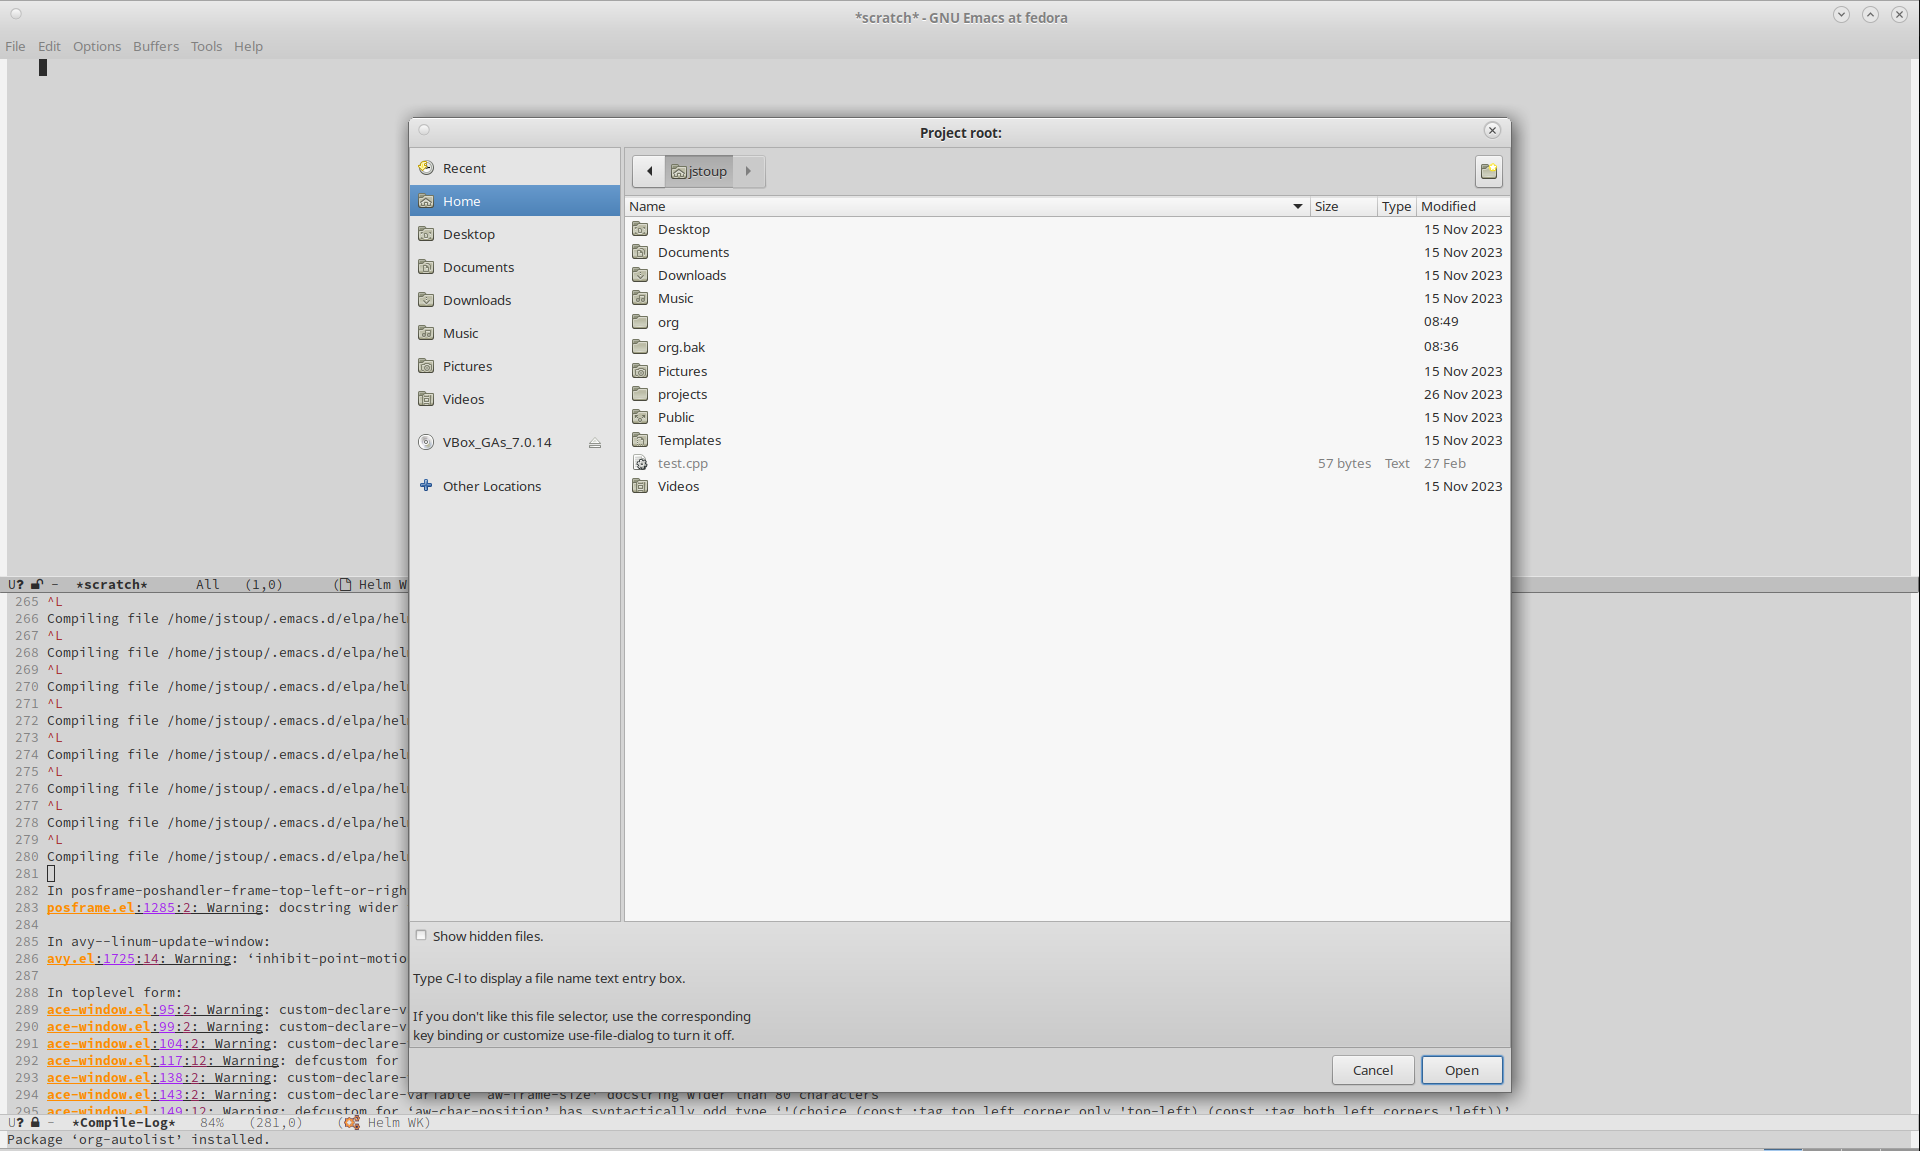 *scratch* - GNU Emacs at fedora
File Edit Options Buffers Tools Help
Project root:
Recent
Home
Desktop
Documents
Downloads
Music
Pictures
Videos
VBox_GAs_7.0.14
Other Locations
jstoup
Name Size Type Modified
Desktop 15 Nov 2023
Documents 15 Nov 2023
Downloads 15 Nov 2023
Music 15 Nov 2023
org 08:49
org.bak 08:36
Pictures 15 Nov 2023
projects 26 Nov 2023
Public 15 Nov 2023
Templates 15 Nov 2023
test.cpp 57 bytes Text 27 Feb
Videos 15 Nov 2023
Show hidden files.
Type C-l to display a file name text entry box.
If you don't like this file selector, use the corresponding
key binding or customize use-file-dialog to turn it off.
Cancel Open
U? - *scratch* All (1,0) ( Helm W
265 ^L
266 Compiling file /home/jstoup/.emacs.d/elpa/hel
267 ^L
268 Compiling file /home/jstoup/.emacs.d/elpa/hel
269 ^L
270 Compiling file /home/jstoup/.emacs.d/elpa/hel
271 ^L
272 Compiling file /home/jstoup/.emacs.d/elpa/hel
273 ^L
274 Compiling file /home/jstoup/.emacs.d/elpa/hel
275 ^L
276 Compiling file /home/jstoup/.emacs.d/elpa/hel
277 ^L
278 Compiling file /home/jstoup/.emacs.d/elpa/hel
279 ^L
280 Compiling file /home/jstoup/.emacs.d/elpa/hel
281
282 In posframe-poshandler-frame-top-left-or-righ
283 posframe.el:1285:2: Warning: docstring wider
284
285 In avy--linum-update-window:
286 avy.el:1725:14: Warning: ‘inhibit-point-motio
287
288 In toplevel form:
289 ace-window.el:95:2: Warning: custom-declare-v
290 ace-window.el:99:2: Warning: custom-declare-v
291 ace-window.el:104:2: Warning: custom-declare-
292 ace-window.el:117:12: Warning: defcustom for
293 ace-window.el:138:2: Warning: custom-declare-
294 ace-window.el:143:2: Warning: custom-declare-variable ‘aw-frame-size’ docstring wider than 80 characters
295 ace-window.el:149:12: Warning: defcustom for ‘aw-char-position’ has syntactically odd type ‘'(choice (const :tag top left corner only 'top-left) (const :tag both left corners 'left))’
U? - *Compile-Log* 84% (281,0) ( Helm WK)
Package ‘org-autolist’ installed.